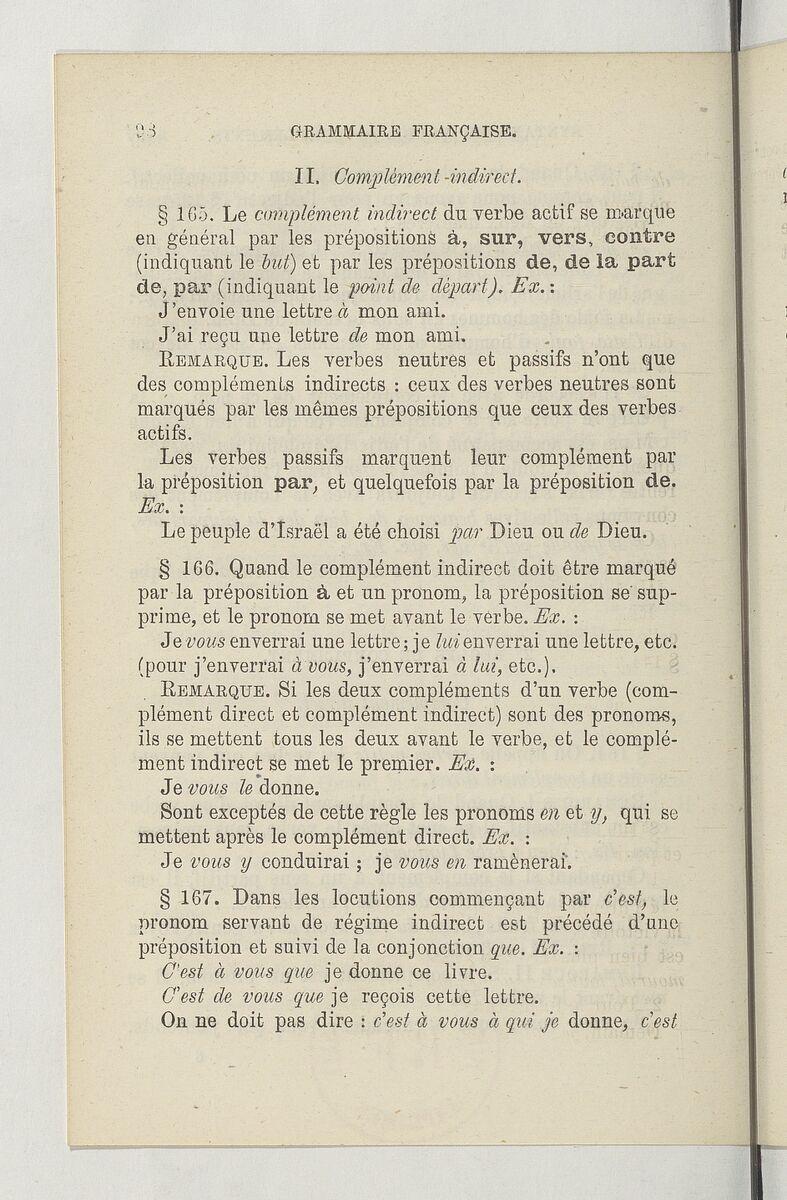 98 GRAMMAIRE FRANÇAISE.
II. Complément indirect.
§ 165. Le complément indirect du verbe actif se marque
en général par les prépositions à, sur, vers, contre
(indiquant le but) et par les prépositions de, de la part
de, par (indiquant le point de départ). Ex. :
J'envoie une lettre à mon ami.
J'ai reçu une lettre de mon ami.
REMARQUE. Les verbes neutres et passifs n'ont que
des compléments indirects : ceux des verbes neutres sont
marqués par les mêmes prépositions que ceux des verbes
actifs.
Les verbes passifs marquent leur complément par
la préposition par, et quelquefois par la préposition de.
Ex. :
Le peuple d'Israël a été choisi par Dieu ou de Dieu.
§ 166. Quand le complément indirect doit être marqué
par la préposition à et un pronom, la préposition se sup-
prime, et le pronom se met avant le verbe. Ex. :
Je vous enverrai une lettre ; je lui enverrai une lettre, etc.
(pour j'enverrai à vous, j'enverrai à lui, etc.).
REMARQUE. Si les deux compléments d'un verbe (com-
plément direct et complément indirect) sont des pronoms,
ils se mettent tous les deux avant le verbe, et le complé-
ment indirect se met le premier. Ex. :
Je vous le donne.
Sont exceptés de cette règle les pronoms en et y, qui se
mettent après le complément direct. Ex. :
Je vous y conduirai ; je vous en ramènerai.
§ 167. Dans les locutions commençant par c'est, le
pronom servant de régime indirect est précédé d'une
préposition et suivi de la conjonction que. Ex. :
C'est à vous que je donne ce livre.
C'est de vous que je reçois cette lettre.
On ne doit pas dire : c'est à vous à qui je donne, c'est